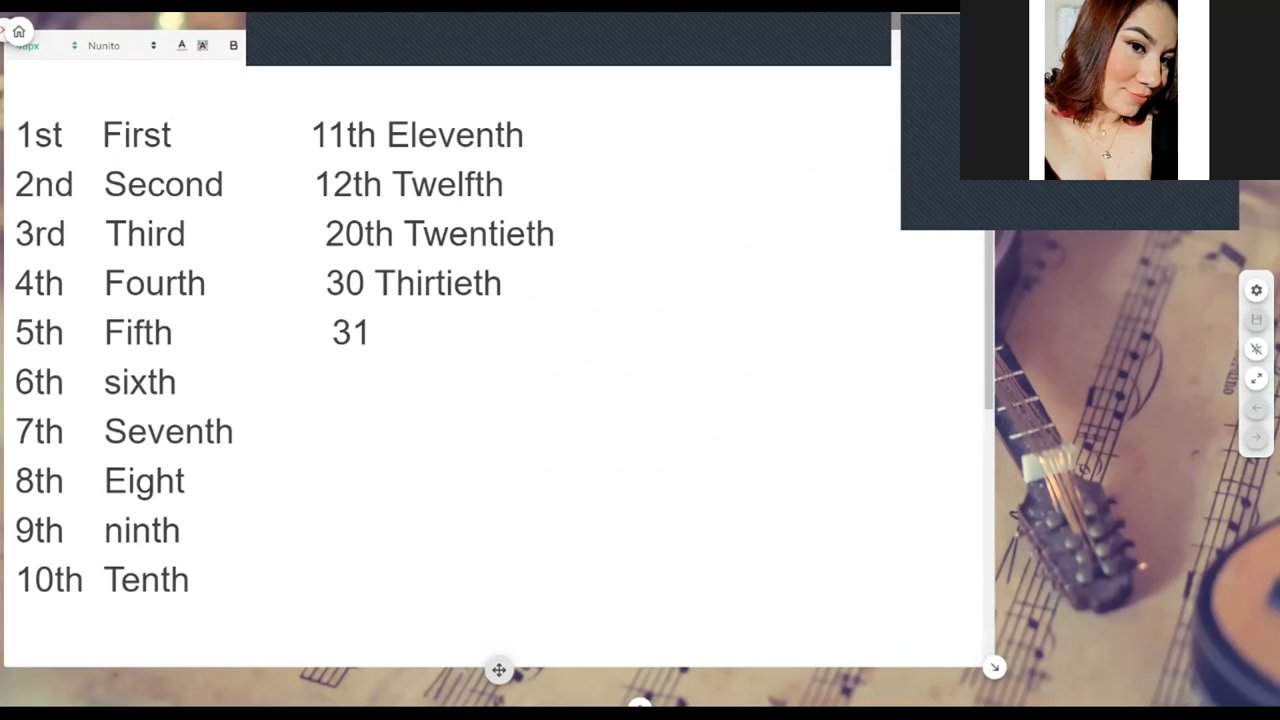 Nunito B
1st First 11th Eleventh
2nd Second 12th Twelfth
3rd Third 20th Twentieth
4th Fourth 30 Thirtieth
5th Fifth 31
6th sixth
7th Seventh
8th Eight
9th ninth
10th Tenth